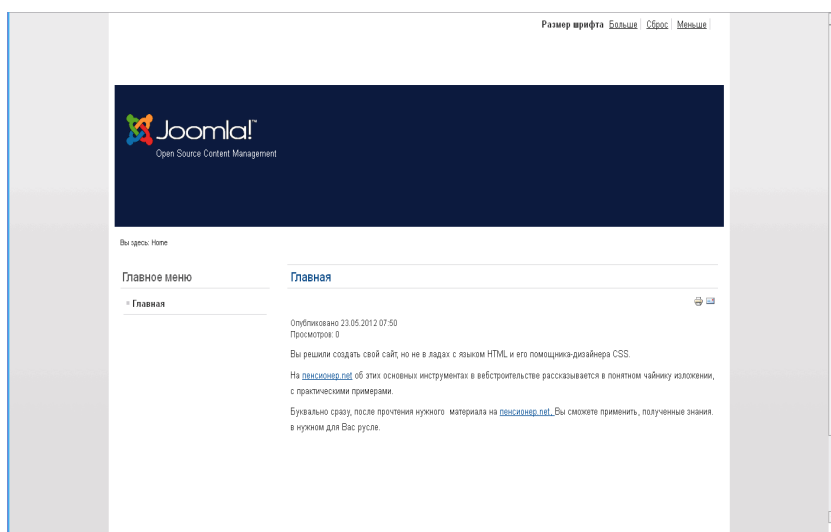 Размер шрифта Больше Сброс Меньше
Joomla!™
Open Source Content Management
Вы здесь: Home
Главное меню
Главная
Главная
Опубликовано 23.05.2012 07:50
Просмотров: 0
Вы решили создать свой сайт, но не в ладах с языком HTML и его помощника-дизайнера CSS.
На пенсионер.net об этих основных инструментах в вебстроительстве рассказывается в понятном чайнику изложении,
с практическими примерами.
Буквально сразу, после прочтения нужного материала на пенсионер.net, Вы сможете применить, полученные знания.
в нужном для Вас русле.